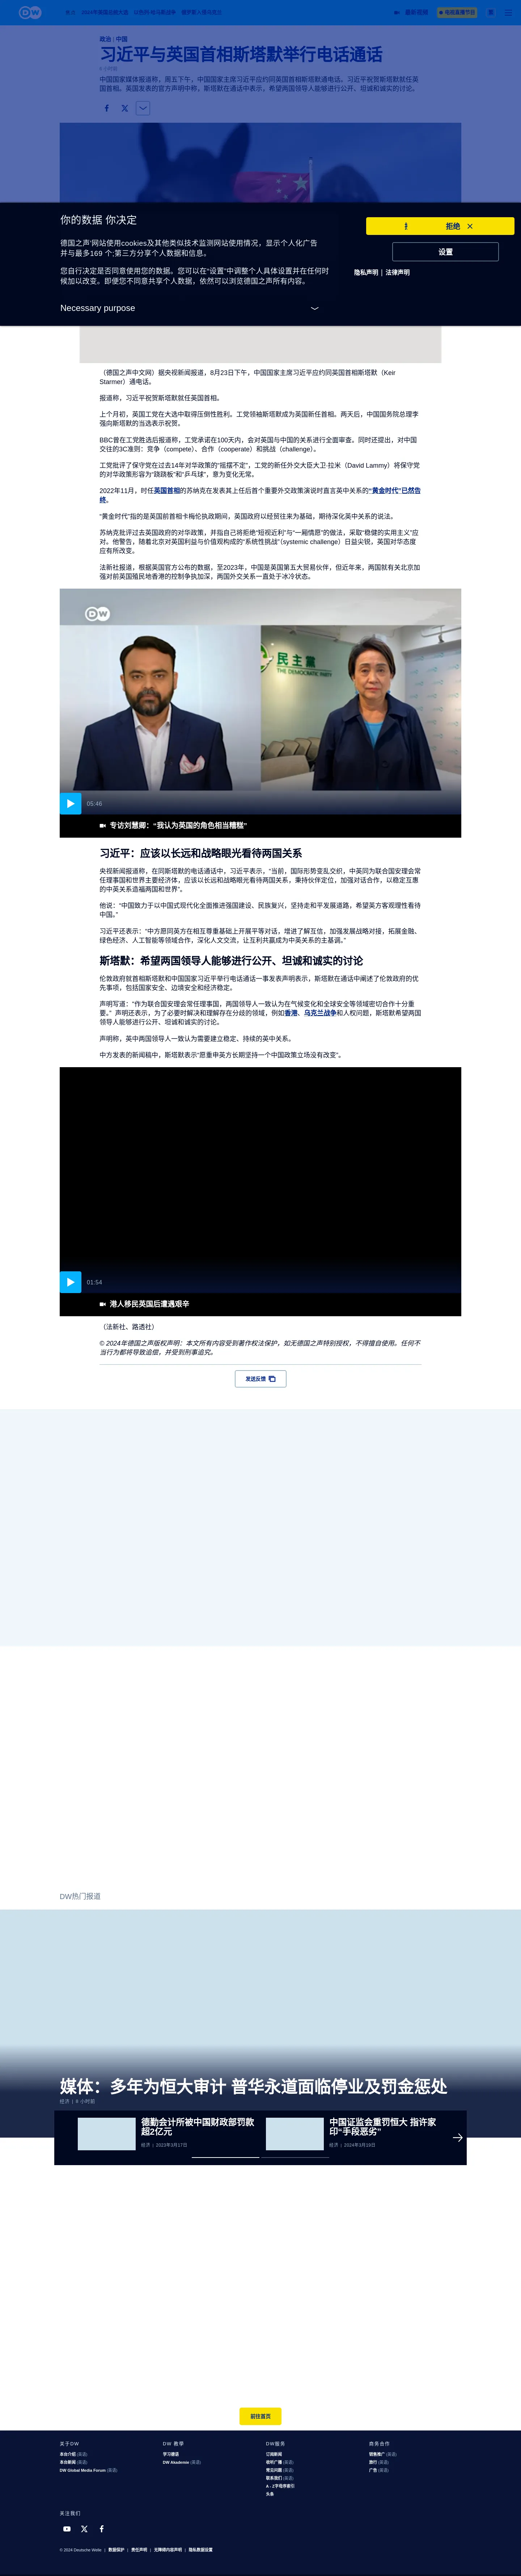 DW
政治 | 中国
习近平与英国首相斯塔默举行电话通话
中国国家媒体报道称,周五下午,中国国家主席习近平应约同英国首相斯塔默通电话。习近平祝贺斯塔默就任英
国首相。英国发表的官方声明中称,斯塔默在通话中表示,希望两国领导人能够进行公开、坦诚和诚实的讨论。
你的数据 你决定
德国之声'网站使用cookies及其他类似技术监测网站使用情况,显示个人化广告
并与最多169 个;第三方分享个人数据和信息。
您自行决定是否同意使用您的数据。您可以在"设置"中调整个人具体设置并在任何时
候加以改变。即便您不同意共享个人数据,依然可以浏览德国之声所有内容。
Necessary purpose
拒绝
设置
隐私声明 | 法律声明
(德国之声中文网)据央视新闻报道,8月23日下午,中国国家主席习近平应约同英国首相斯塔默(Keir
Starmer)通电话。
报道称,习近平祝贺斯塔默就任英国首相。
上个月初,英国工党在大选中取得压倒性胜利。工党领袖斯塔默成为英国新任首相。两天后,中国国务院总理李
强向斯塔默的当选表示祝贺。
BBC曾在工党胜选后报道称,工党承诺在100天内,会对英国与中国的关系进行全面审查。同时还提出,对中国
交往的3C准则:竞争(compete)、合作(cooperate)和挑战(challenge)。
工党批评了保守党在过去14年对华政策的"摇摆不定",工党的新任外交大臣大卫·拉米(David Lammy)将保守党
的对华政策形容为"跷跷板"和"乒乓球",意为变化无常。
2022年11月,时任英国首相的苏纳克在发表其上任后首个重要外交政策演说时直言英中关系的"黄金时代"已然告
终。
"黄金时代"指的是英国前首相卡梅伦执政期间,英国政府以经贸往来为基础,期待深化英中关系的说法。
苏纳克批评过去英国政府的对华政策,并指自己将拒绝"短视近利"与"一厢情愿"的做法,采取"稳健的实用主义"应
对。他警告,随着北京对英国利益与价值观构成的"系统性挑战"(systemic challenge)日益尖锐,英国对华态度
应有所改变。
法新社报道,根据英国官方公布的数据,至2023年,中国是英国第五大贸易伙伴,但近年来,两国就有关北京加
强对前英国殖民地香港的控制争执加深,两国外交关系一直处于冰冷状态。
DW
民主黨
THE DEMOCRATIC PARTY
05:46
专访刘慧卿:"我认为英国的角色相当糟糕"
习近平:应该以长远和战略眼光看待两国关系
央视新闻报道称,在同斯塔默的电话通话中,习近平表示,"当前,国际形势变乱交织,中英同为联合国安理会常
任理事国和世界主要经济体,应该以长远和战略眼光看待两国关系,秉持伙伴定位,加强对话合作,以稳定互惠
的中英关系造福两国和世界"。
他说:"中国致力于以中国式现代化全面推进强国建设、民族复兴,坚持走和平发展道路,希望英方客观理性看待
中国。"
习近平还表示:"中方愿同英方在相互尊重基础上开展平等对话,增进了解互信,加强发展战略对接,拓展金融、
绿色经济、人工智能等领域合作,深化人文交流,让互利共赢成为中英关系的主基调。"
斯塔默:希望两国领导人能够进行公开、坦诚和诚实的讨论
伦敦政府就首相斯塔默和中国国家习近平举行电话通话一事发表声明表示,斯塔默在通话中阐述了伦敦政府的优
先事项,包括国家安全、边境安全和经济稳定。
声明写道:"作为联合国安理会常任理事国,两国领导人一致认为在气候变化和全球安全等领域密切合作十分重
要。" 声明还表示,为了必要时解决和理解存在分歧的领域,例如香港、乌克兰战争和人权问题,斯塔默希望两国
领导人能够进行公开、坦诚和诚实的讨论。
声明称,英中两国领导人一致认为需要建立稳定、持续的英中关系。
中方发表的新闻稿中,斯塔默表示"愿重申英方长期坚持一个中国政策立场没有改变"。
01:54
港人移民英国后遭遇艰辛
(法新社、路透社)
© 2024年德国之声版权声明:本文所有内容受到著作权法保护,如无德国之声特别授权,不得擅自使用。任何不
当行为都将导致追偿,并受到刑事追究。
发送反馈
DW热门报道
媒体:多年为恒大审计 普华永道面临停业及罚金惩处
经济 | 9 小时前
德勤会计所被中国财政部罚款
超2亿元
经济 | 2023年3月17日
中国证监会重罚恒大 指许家
印"手段恶劣"
经济 | 2024年3月19日
前往首页
关于DW
本台介绍 (英语)
本台新闻 (英语)
DW Global Media Forum (英语)
DW 教學
学习德语
DW Akademie (英语)
DW服务
订阅新闻
收听广播 (英语)
常见问题 (英语)
联系我们 (英语)
A - Z字母序索引
头条
商务合作
销售推广 (英语)
旅行 (英语)
广告 (英语)
关注我们
© 2024 Deutsche Welle | 数据保护 | 责任声明 | 无障碍内容声明 | 隐私数据设置